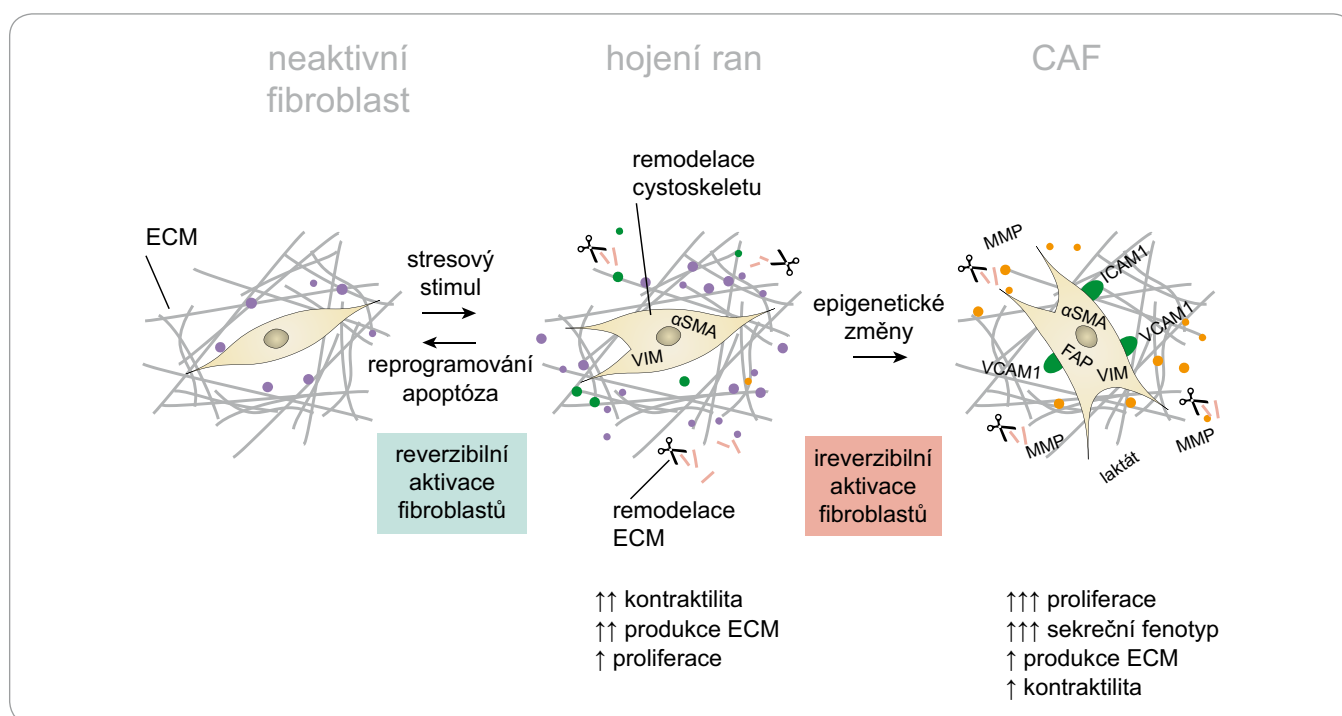 neaktivní
fibroblast
hojení ran
CAF
ECM
stresový
stimul
reprogramování
apoptóza
reverzibilní
aktivace
fibroblastů
remodelace
cystoskeletu
αSMA
VIM
remodelace
ECM
↑↑ kontraktilita
↑↑ produkce ECM
↑ proliferace
epigenetické
změny
ireverzibilní
aktivace
fibroblastů
MMP
ICAM1
αSMA
VCAM1
FAP
VCAM1
VIM
MMP
MMP
laktát
↑↑↑ proliferace
↑↑↑ sekreční fenotyp
↑ produkce ECM
↑ kontraktilita